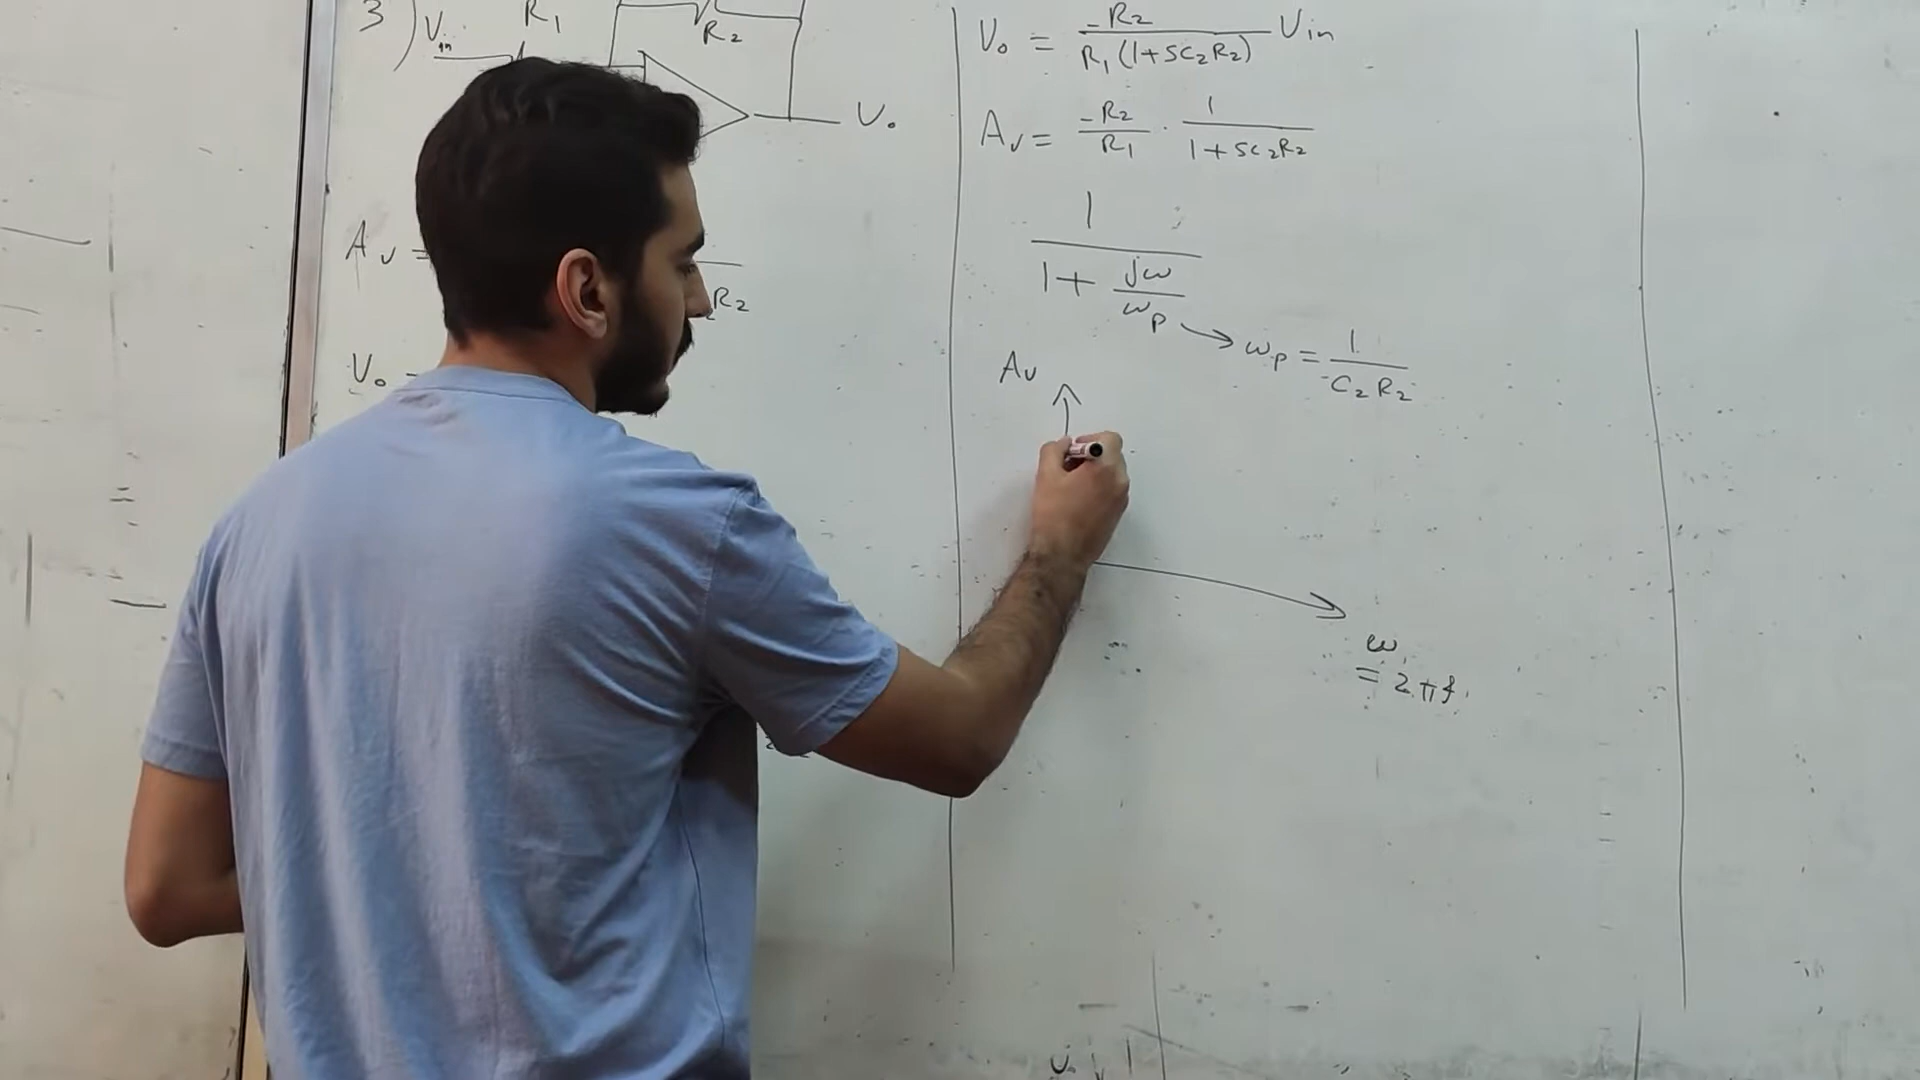 3) Vin R1 R2
Vo
Av =
R2
Vo =
Vo = -R2 / R1 (1 + SC2R2) Vin
Av = -R2 / R1 · 1 / 1 + SC2R2
1 / 1 + jω / ωp → ωp = 1 / C2R2
Av
ω
= 2πf